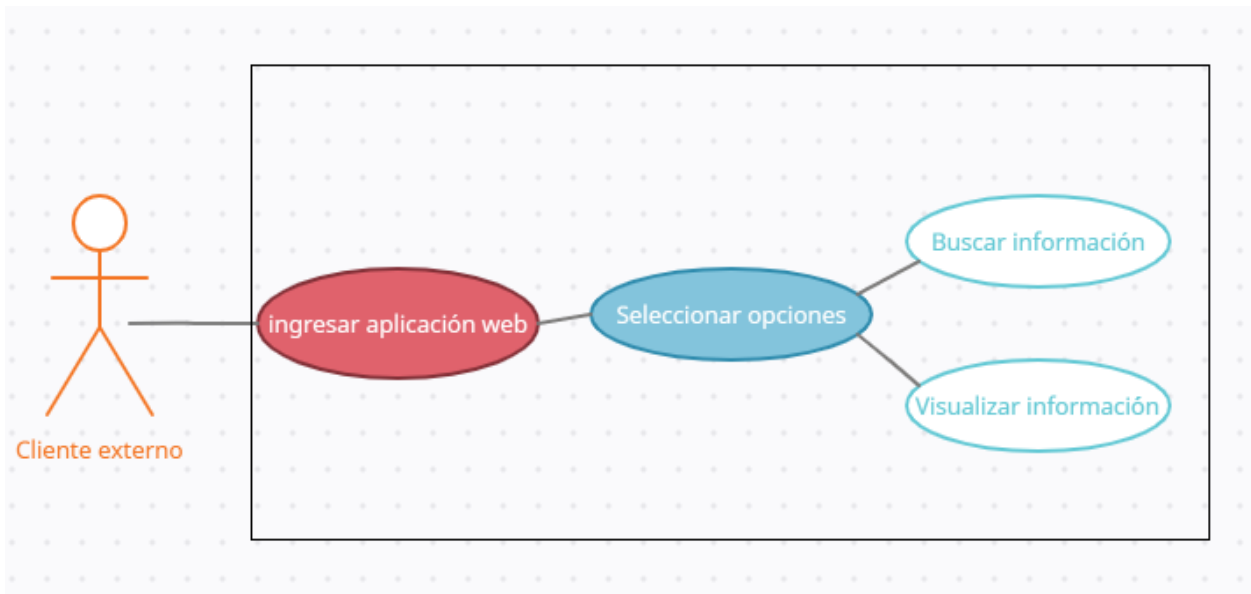 Cliente externo
ingresar aplicación web
Seleccionar opciones
Buscar información
Visualizar información